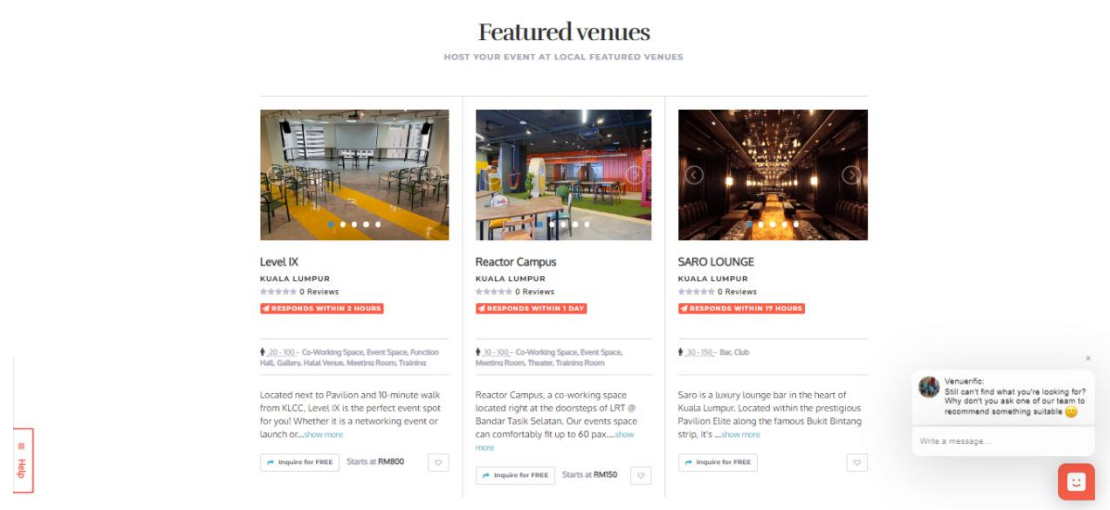 Featured venues
HOST YOUR EVENT AT LOCAL FEATURED VENUES
Level IX
KUALA LUMPUR
0 Reviews
RESPONDS WITHIN 2 HOURS
20 - 100 - Co-Working Space, Event Space, Function
Hall, Gallery, Halal Venue, Meeting Room, Training
Located next to Pavilion and 10-minute walk
from KLCC, Level IX is the perfect event spot
for you! Whether it is a networking event or
launch or...show more
Inquire for FREE Starts at RM800
Reactor Campus
KUALA LUMPUR
0 Reviews
RESPONDS WITHIN 1 DAY
10 - 100 - Co-Working Space, Event Space,
Meeting Room, Theater, Training Room
Reactor Campus, a co-working space
located right at the doorsteps of LRT @
Bandar Tasik Selatan. Our events space
can comfortably fit up to 60 pax....show
more
Inquire for FREE Starts at RM150
SARO LOUNGE
KUALA LUMPUR
0 Reviews
RESPONDS WITHIN 17 HOURS
30 - 150 - Bar, Club
Saro is a luxury lounge bar in the heart of
Kuala Lumpur. Located within the prestigious
Pavilion Elite along the famous Bukit Bintang
strip, it's ...show more
Inquire for FREE
Help
Venuerific:
Still can't find what you're looking for?
Why don't you ask one of our team to
recommend something suitable 😊
Write a message...